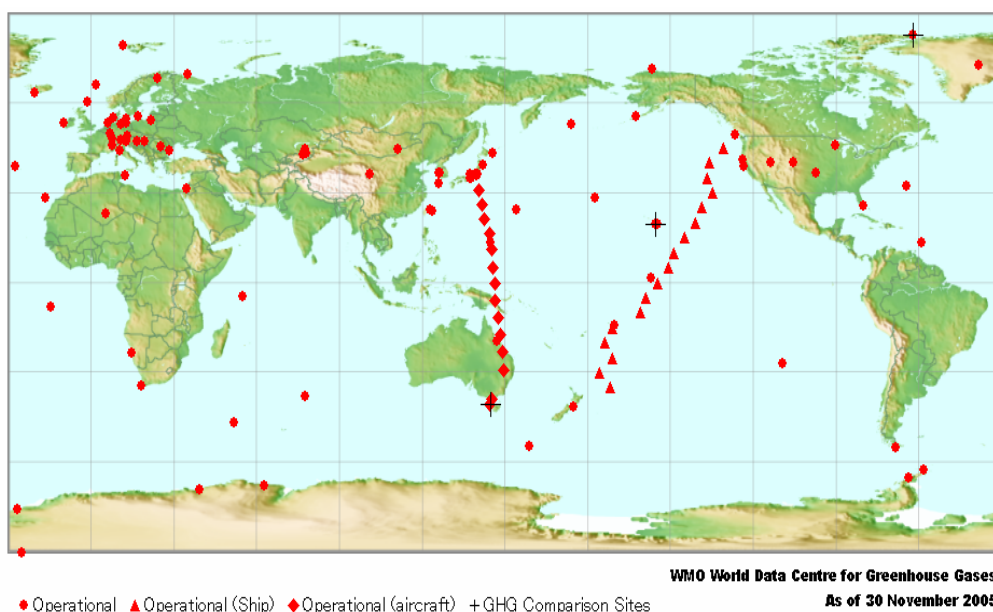 WMO World Data Centre for Greenhouse Gases
Operational Operational (Ship) Operational (aircraft) GHG Comparison Sites
As of 30 November 2005